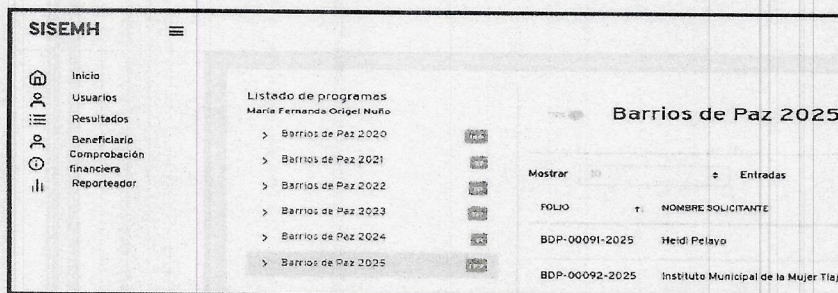 SISEMH
Inicio
Usuarios
Resultados
Beneficiario
Comprobación
financiera
Reporteador
Listado de programas
María Fernanda Origel Nuño
Barrios de Paz 2020
Barrios de Paz 2021
Barrios de Paz 2022
Barrios de Paz 2023
Barrios de Paz 2024
Barrios de Paz 2025
Barrios de Paz 2025
Mostrar 10 Entradas
FOLIO NOMBRE SOLICITANTE
BDP-00091-2025 Heidi Pelayo
BDP-00092-2025 Instituto Municipal de la Mujer Tlaj